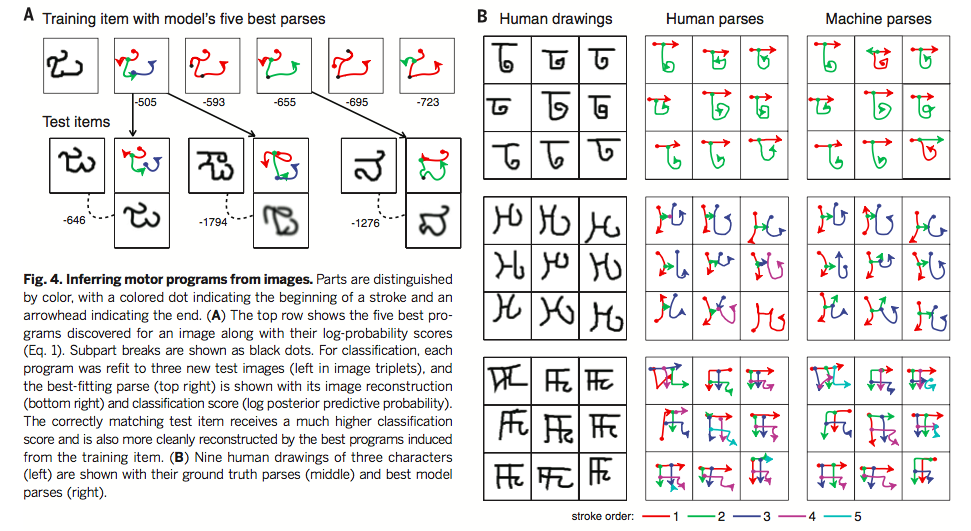 A Training item with model's five best parses
-505
-593
-655
-695
-723
Test items
-646
-1794
-1276
Fig. 4. Inferring motor programs from images. Parts are distinguished
by color, with a colored dot indicating the beginning of a stroke and an
arrowhead indicating the end. (A) The top row shows the five best pro-
grams discovered for an image along with their log-probability scores
(Eq. 1). Subpart breaks are shown as black dots. For classification, each
program was refit to three new test images (left in image triplets), and
the best-fitting parse (top right) is shown with its image reconstruction
(bottom right) and classification score (log posterior predictive probability).
The correctly matching test item receives a much higher classification
score and is also more cleanly reconstructed by the best programs induced
from the training item. (B) Nine human drawings of three characters
(left) are shown with their ground truth parses (middle) and best model
parses (right).
B Human drawings
Human parses
Machine parses
stroke order: 1 2 3 4 5